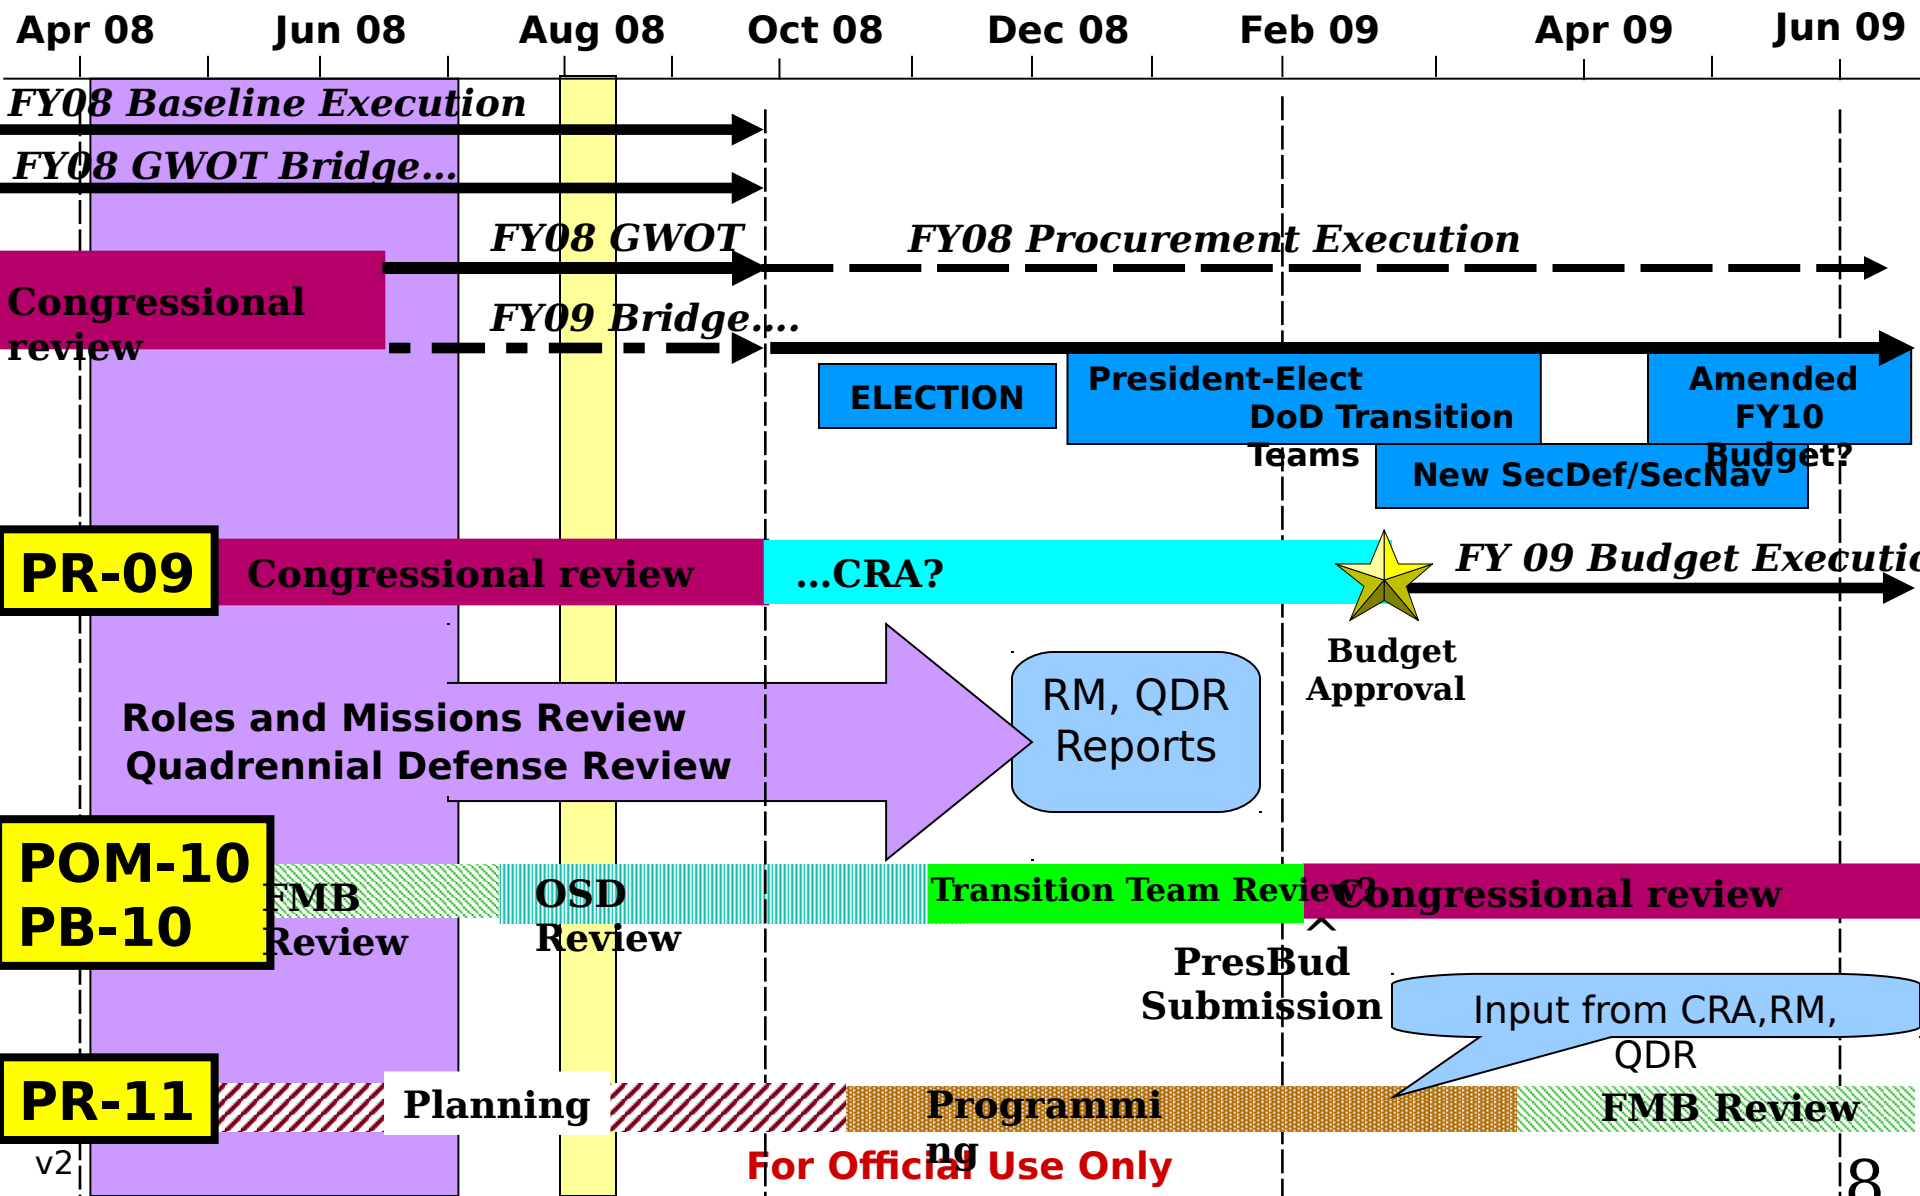 Apr 08 Jun 08 Aug 08 Oct 08 Dec 08 Feb 09 Apr 09 Jun 09
FY08 Baseline Execution
FY08 GWOT Bridge...
FY08 GWOT FY08 Procurement Execution
Congressional
review
FY09 Bridge....
ELECTION
President-Elect
DoD Transition
Teams
Amended
FY10
Budget?
New SecDef/SecNav
PR-09
Congressional review
...CRA?
FY 09 Budget Executio
Budget
Approval
Roles and Missions Review
Quadrennial Defense Review
RM, QDR
Reports
POM-10
PB-10
FMB
Review
OSD
Review
Transition Team Review?
Congressional review
^
PresBud
Submission
Input from CRA,RM,
QDR
PR-11
Planning
Programmi
ng
FMB Review
v2
For Official Use Only
8